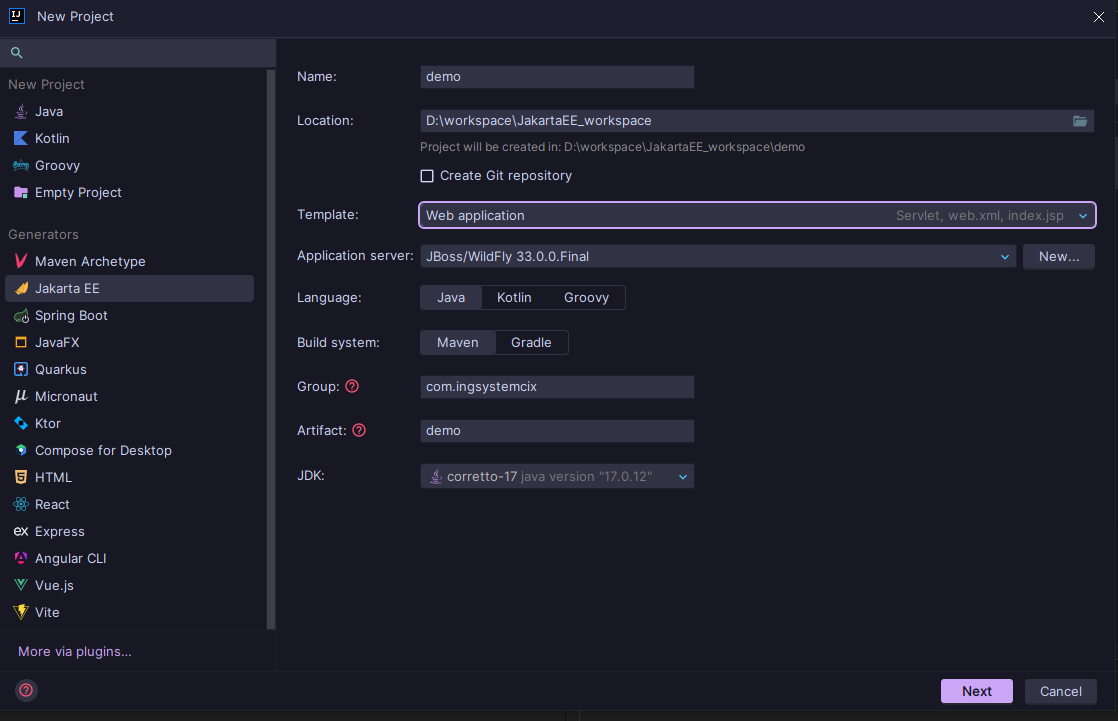 New Project
New Project
Java
Kotlin
Groovy
Empty Project
Generators
Maven Archetype
Jakarta EE
Spring Boot
JavaFX
Quarkus
Micronaut
Ktor
Compose for Desktop
HTML
React
Express
Angular CLI
Vue.js
Vite
More via plugins...
Name: demo
Location: D:\workspace\JakartaEE_workspace
Project will be created in: D:\workspace\JakartaEE_workspace\demo
Create Git repository
Template: Web application Servlet, web.xml, index.jsp
Application server: JBoss/WildFly 33.0.0.Final New...
Language: Java Kotlin Groovy
Build system: Maven Gradle
Group: com.ingsystemcix
Artifact: demo
JDK: corretto-17 java version "17.0.12"
Next Cancel